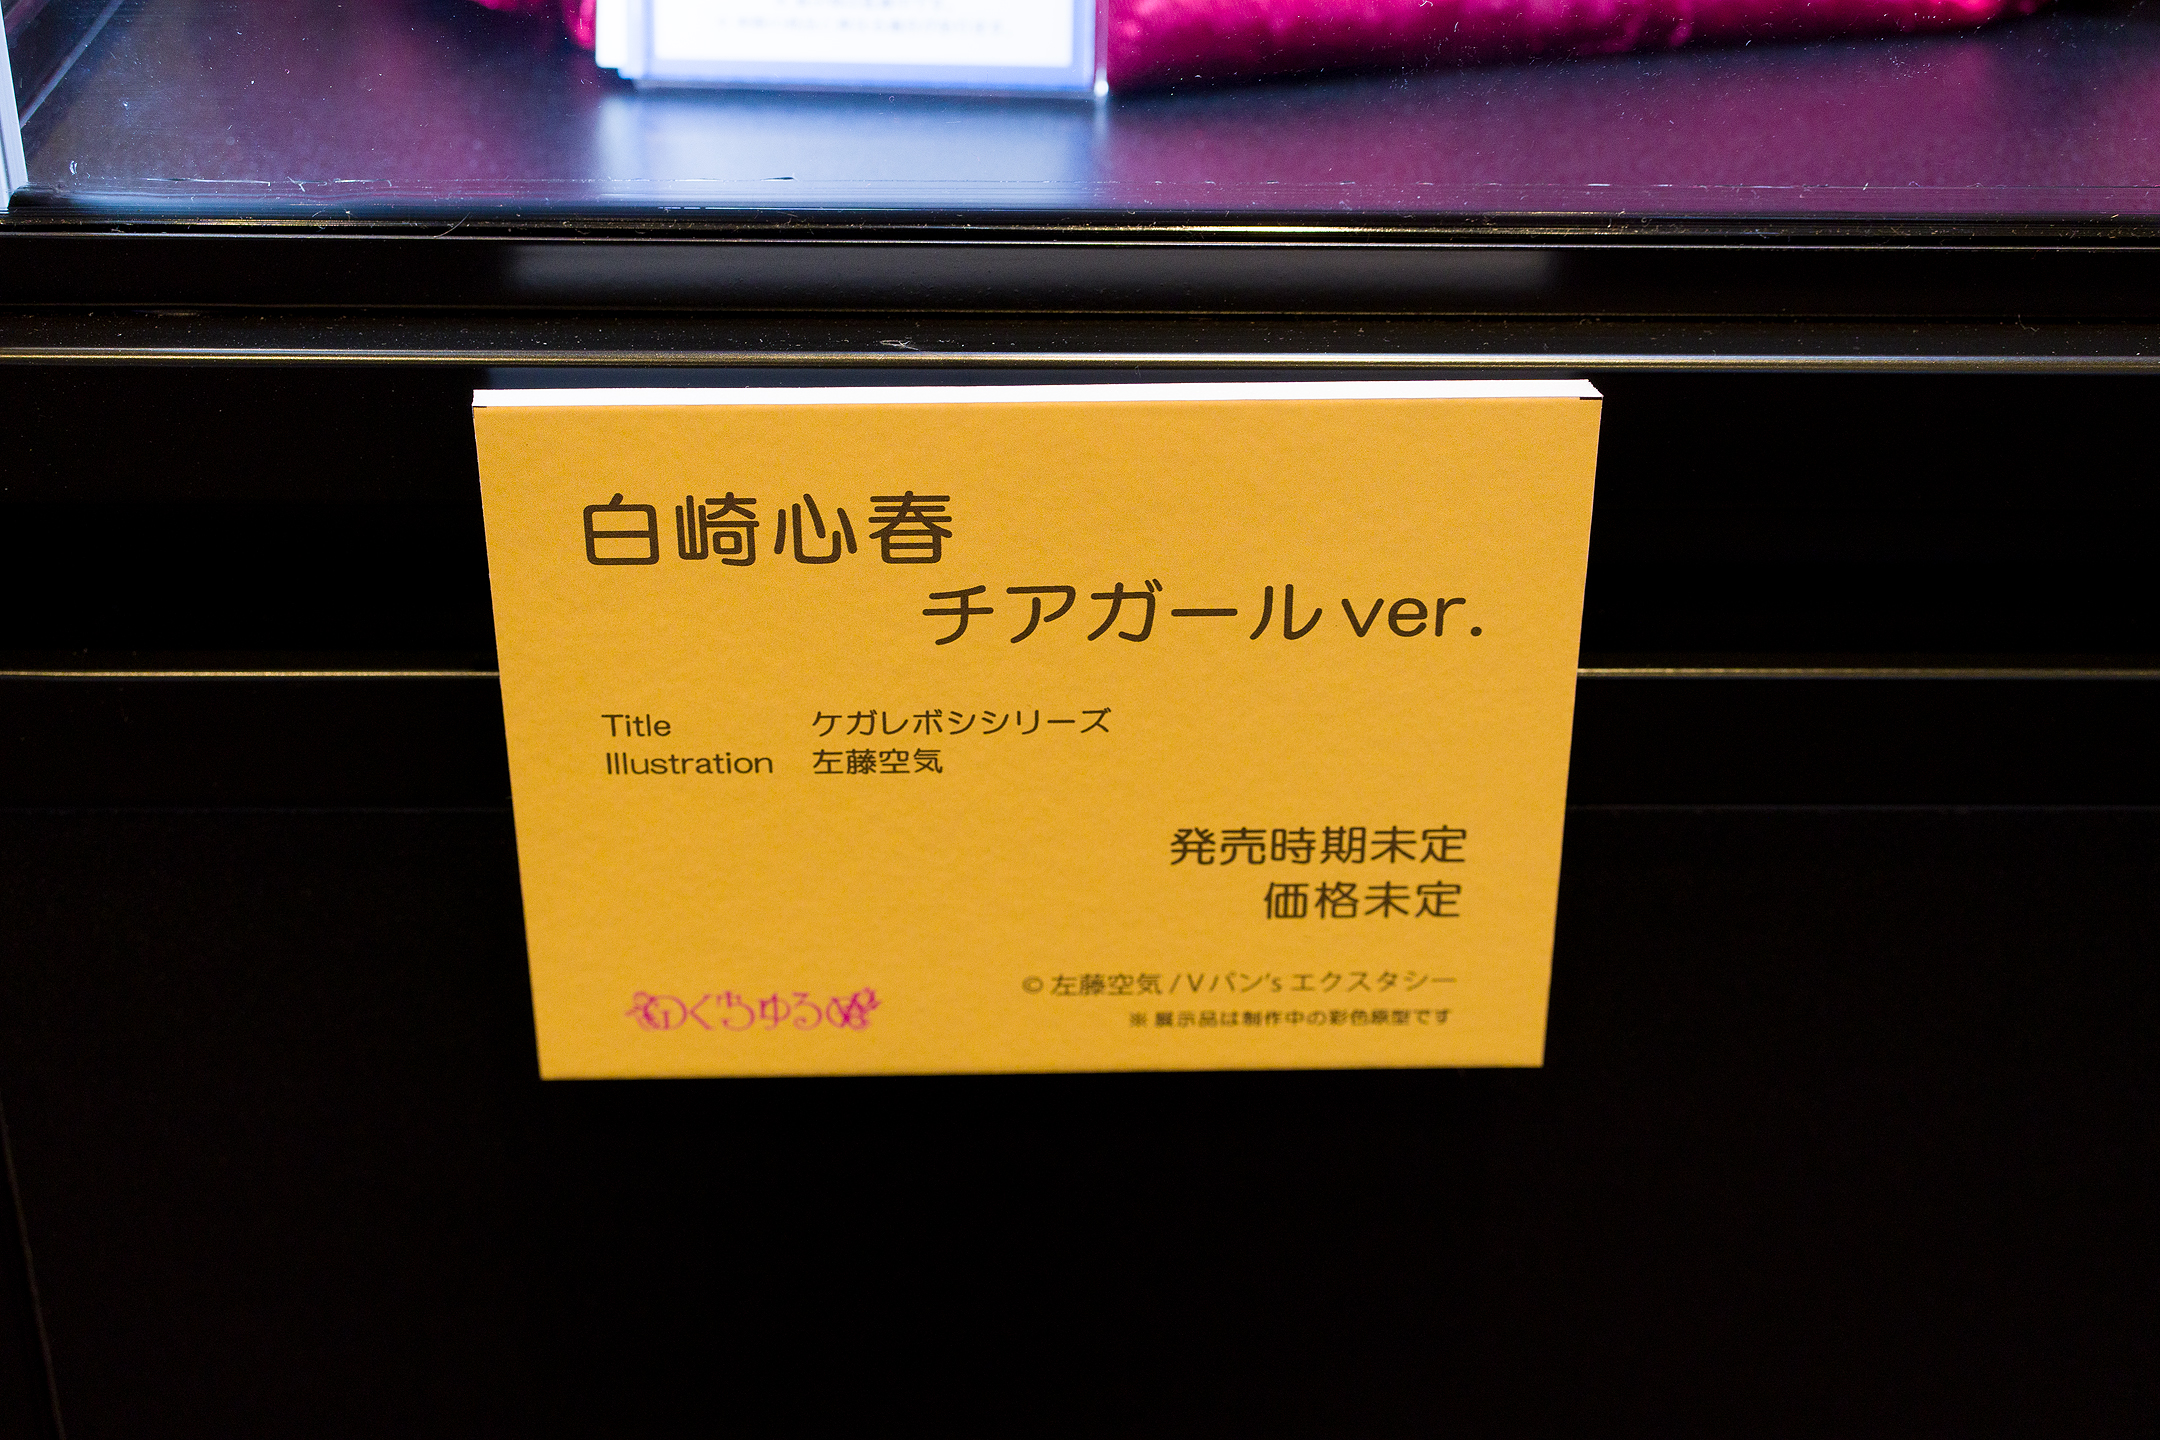 白崎心春
チアガール ver.
Title ケガレボシシリーズ
Illustration 左藤空気
発売時期未定
価格未定
© 左藤空気 / V パン's エクスタシー
※ 展示品は制作中の彩色原型です